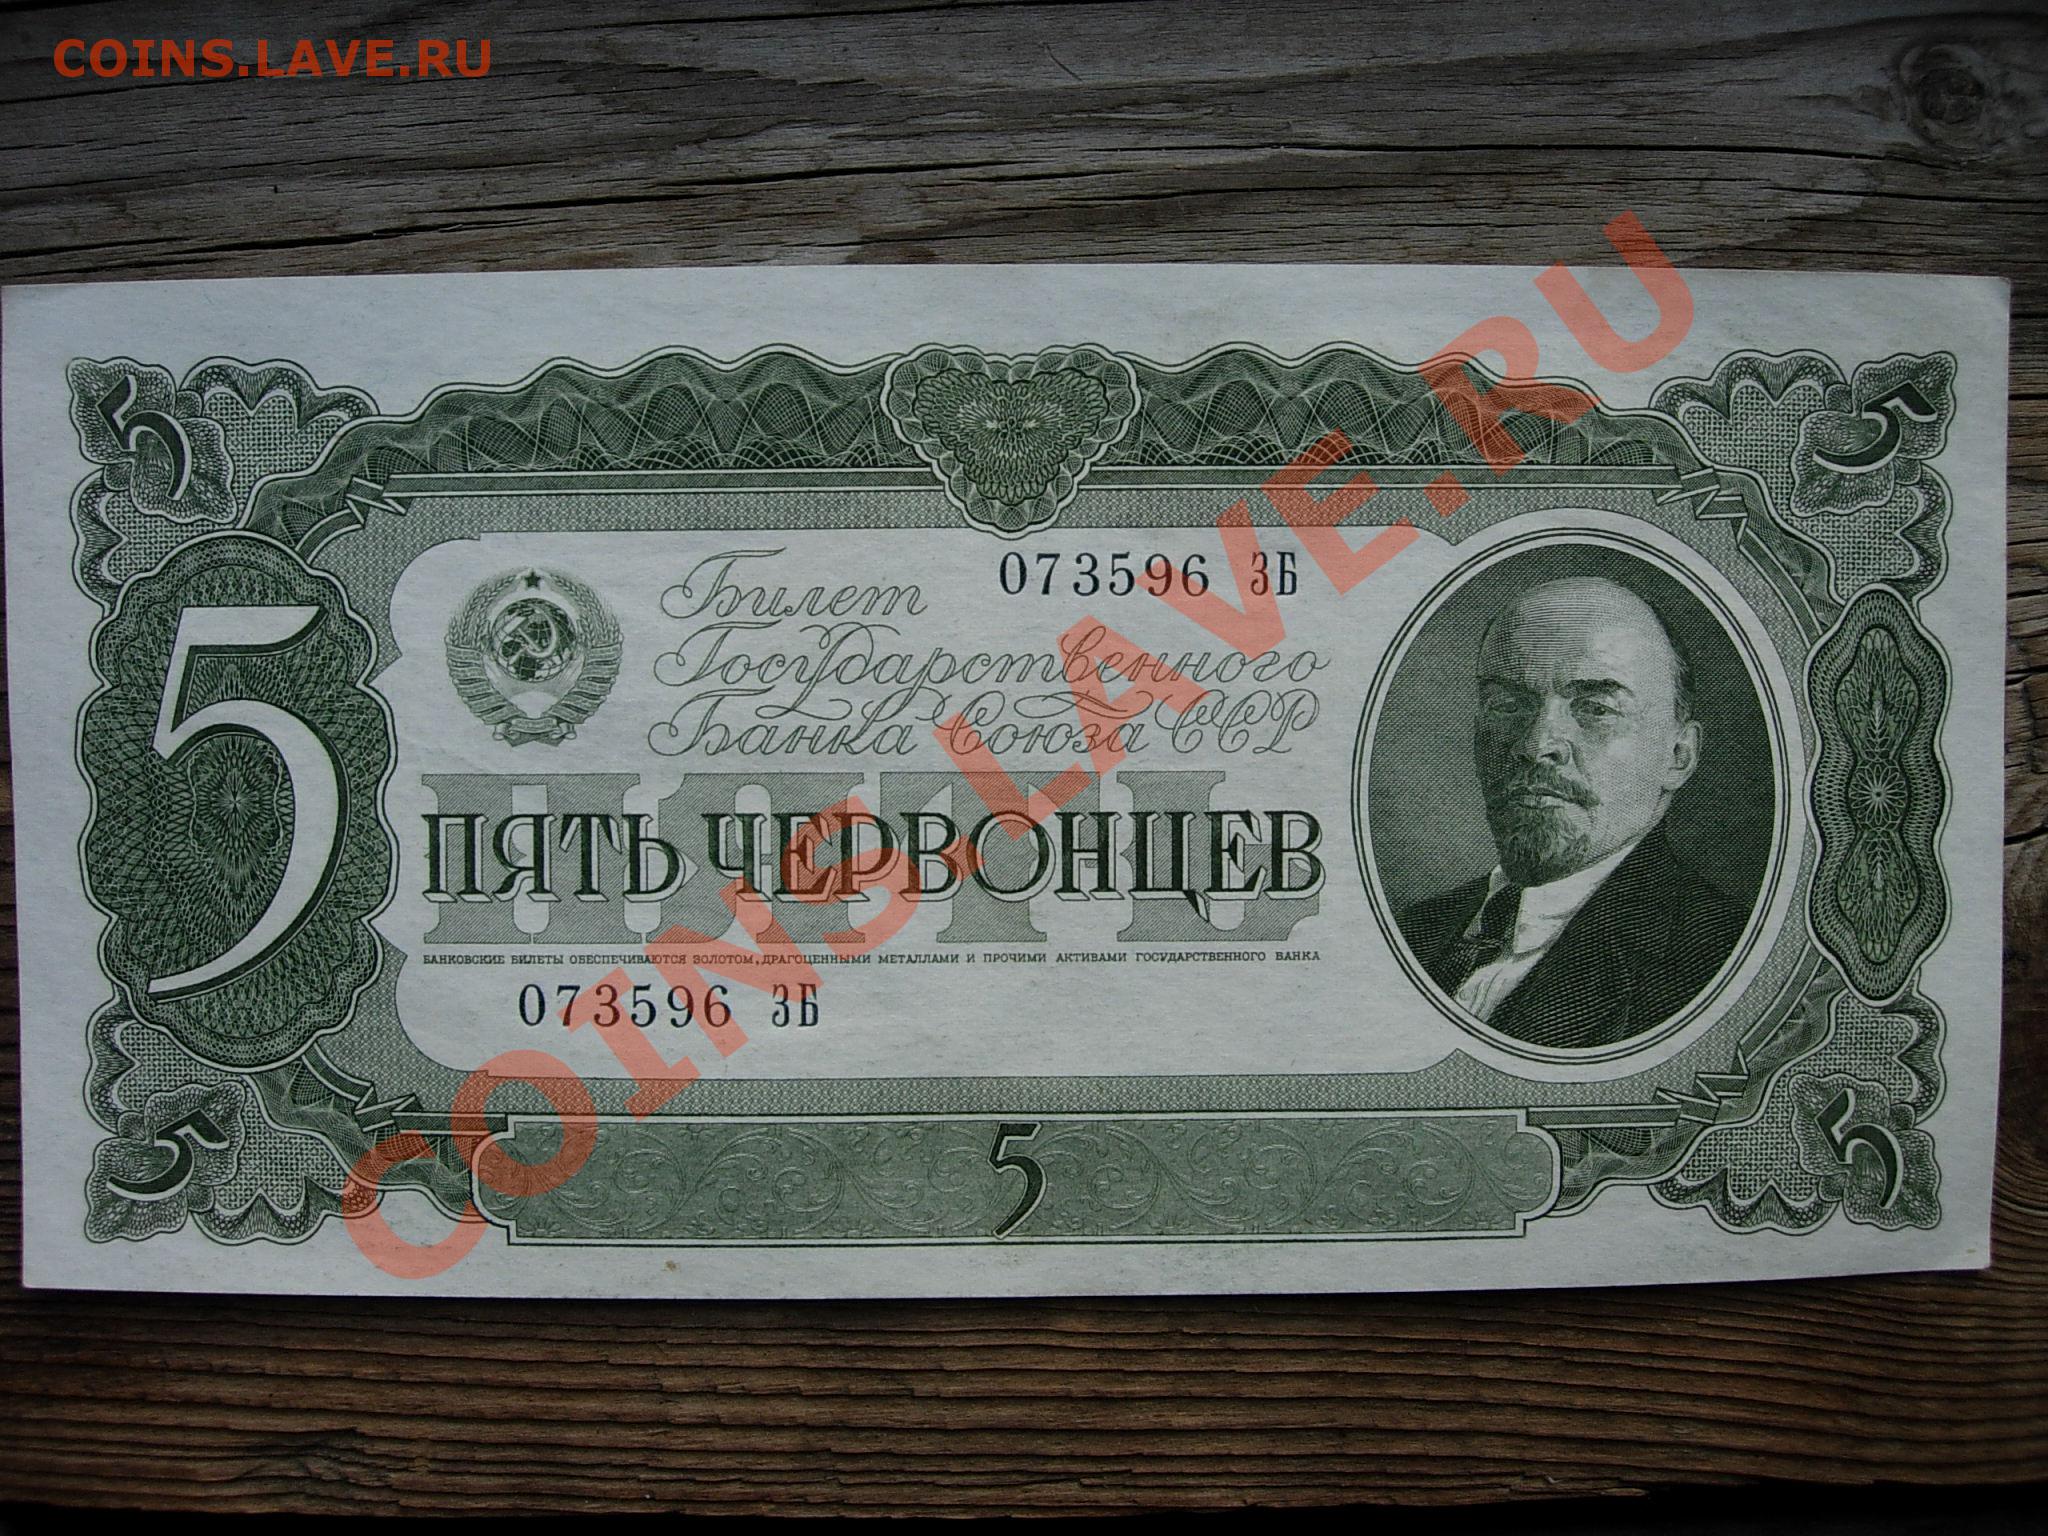 COINS.LAVE.RU
5
5
Билет
073596 ЗБ
Государственного
Банка Союза ССР
5
ПЯТЬ
ПЯТЬ ЧЕРВОНЦЕВ
БАНКОВСКИЕ БИЛЕТЫ ОБЕСПЕЧИВАЮТСЯ ЗОЛОТОМ, ДРАГОЦЕННЫМИ МЕТАЛЛАМИ И ПРОЧИМИ АКТИВАМИ ГОСУДАРСТВЕННОГО БАНКА
073596 ЗБ
5
5
5
COINS.LAVE.RU